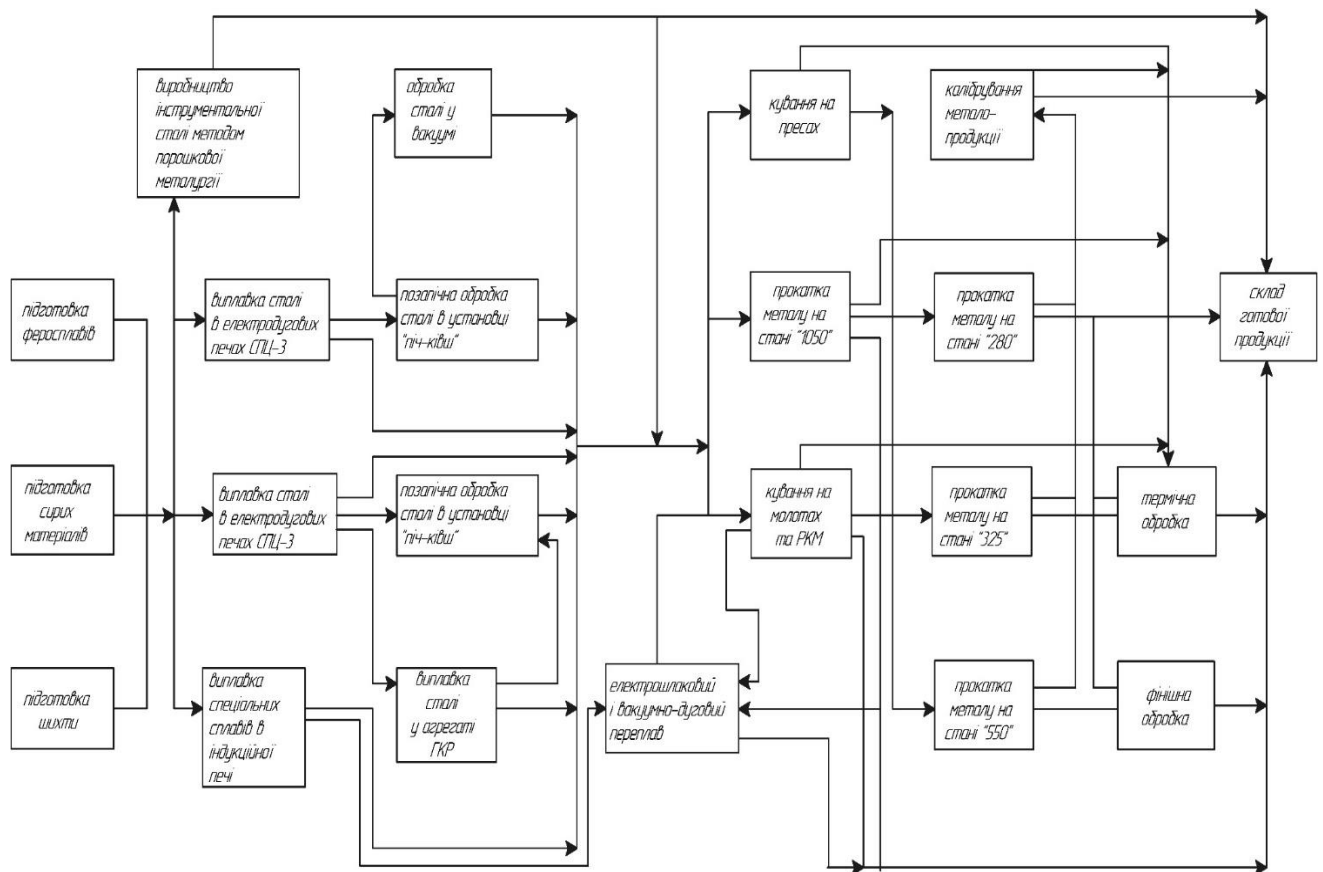 виробництво
інструментальної
сталі методом
порошкової
металургії
обробка
сталі у
вакуумі
кування на
пресах
калібрування
метало-
продукції
підготовка
феросплавів
виплавка сталі
в електродугових
печах СПЦ-3
позапічна обробка
сталі в установці
"піч-ківш"
прокатка
металу на
стані "1050"
прокатка
металу на
стані "280"
склад
готової
продукції
підготовка
сирих
матеріалів
виплавка сталі
в електродугових
печах СПЦ-3
позапічна обробка
сталі в установці
"піч-ківш"
кування на
молотах
та РКМ
прокатка
металу на
стані "325"
термічна
обробка
підготовка
шихти
виплавка
спеціальних
сплавів в
індукційної
печі
виплавка
сталі
у агрегаті
ГКР
електрошлаковий
і вакуумно-дуговий
переплав
прокатка
металу на
стані "550"
фінішна
обробка